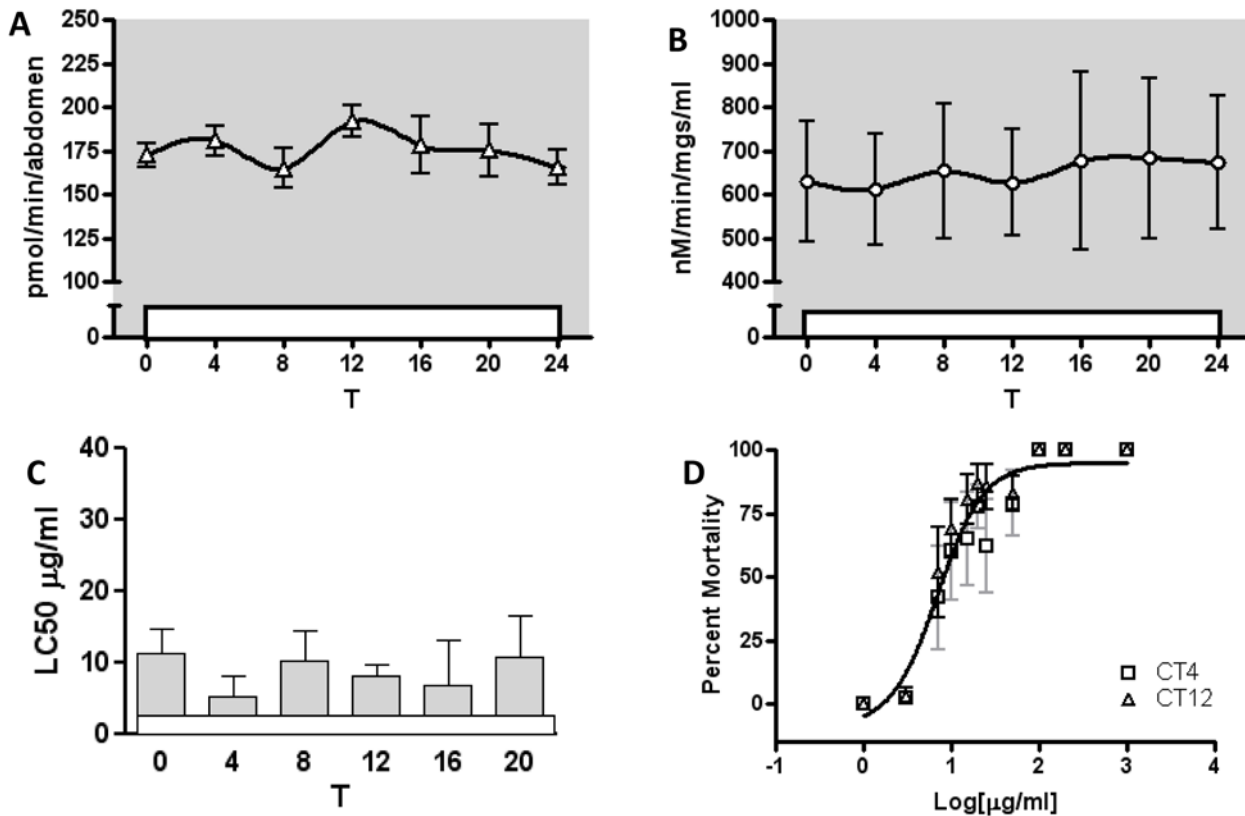 A
pmol/min/abdomen
250
225
200
175
150
125
100
0
0 4 8 12 16 20 24
T
B
nM/min/mgs/ml
1000
900
800
700
600
500
400
0
0 4 8 12 16 20 24
T
C
LC50 µg/ml
40
30
20
10
0
0 4 8 12 16 20
T
D
Percent Mortality
100
75
50
25
0
CT4
CT12
-1 0 1 2 3 4
Log[µg/ml]